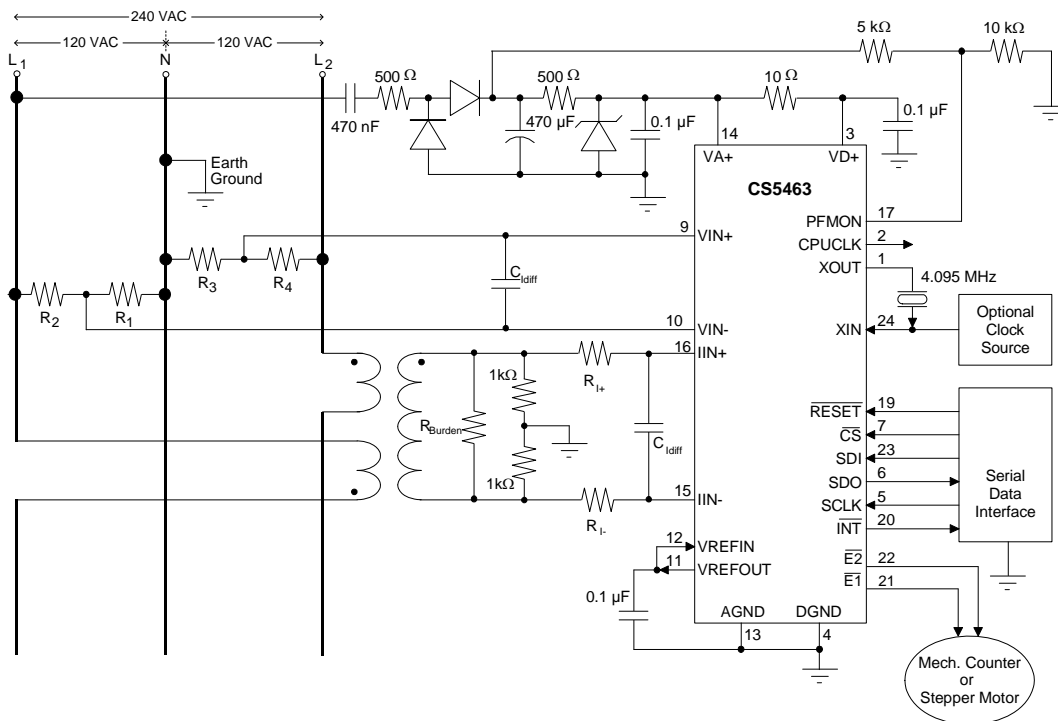 240 VAC
120 VAC
120 VAC
L1
N
L2
5 kΩ
10 kΩ
500 Ω
500 Ω
10 Ω
470 nF
470 µF
0.1 µF
0.1 µF
14
3
VA+
VD+
CS5463
Earth
Ground
PFMON
17
CPUCLK
2
XOUT
1
4.095 MHz
XIN
24
Optional
Clock
Source
9
VIN+
R3
R4
CIdiff
R2
R1
10
VIN-
16
IIN+
RI+
1kΩ
RBurden
CIdiff
1kΩ
RI-
15
IIN-
RESET
19
CS
7
SDI
23
SDO
6
SCLK
5
INT
20
Serial
Data
Interface
12
VREFIN
11
VREFOUT
0.1 µF
E2
22
E1
21
AGND
DGND
13
4
Mech. Counter
or
Stepper Motor